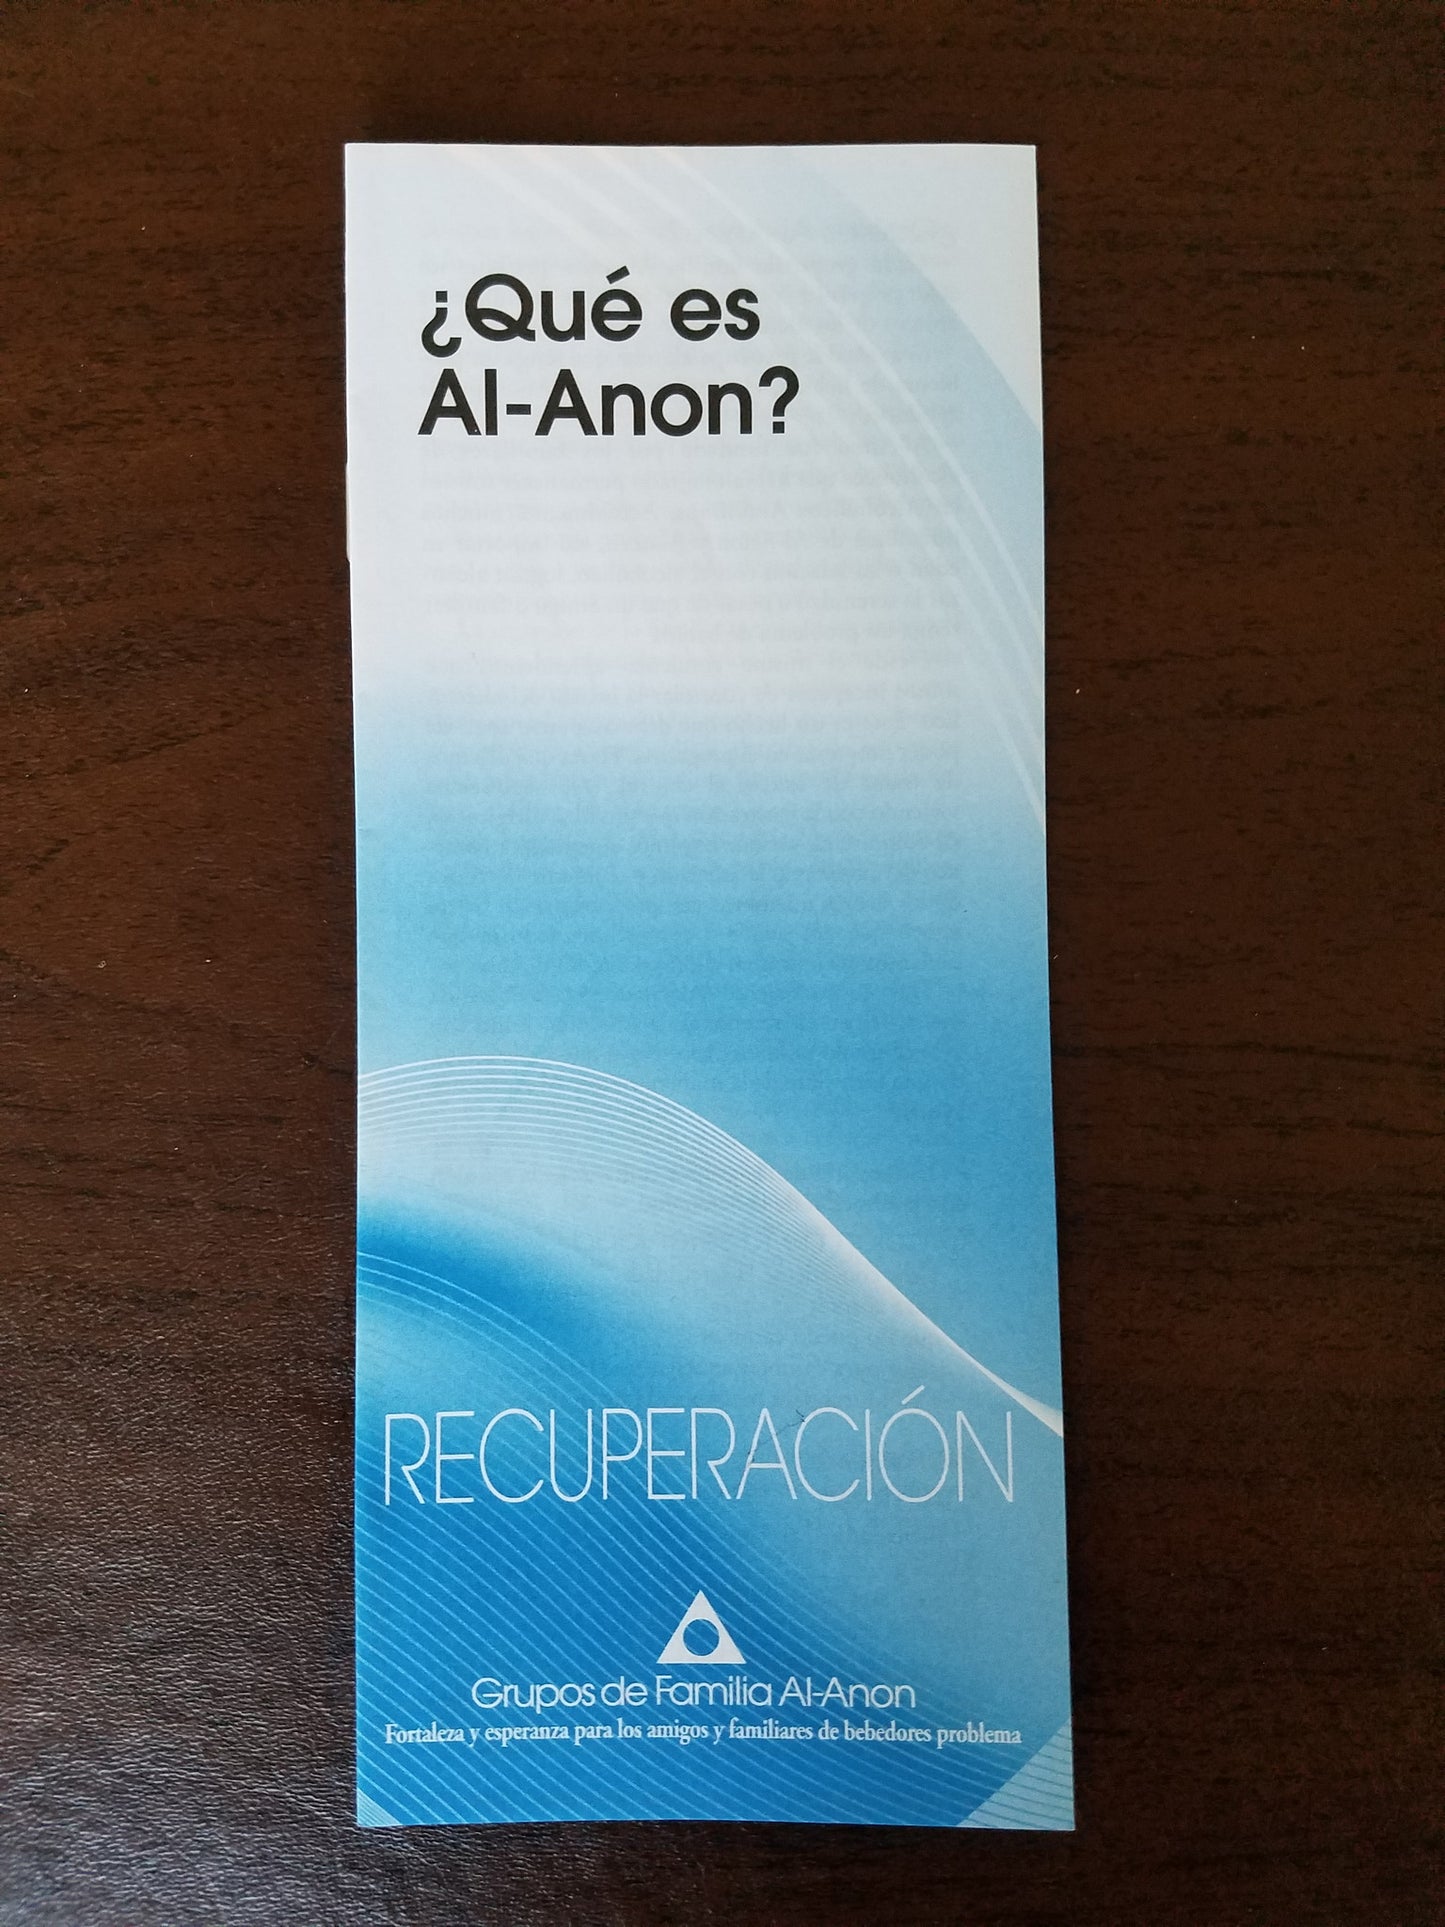 ¿Qué es
Al-Anon?
RECUPERACIÓN
Grupos de Familia Al-Anon
Fortaleza y esperanza para los amigos y familiares de bebedores problema